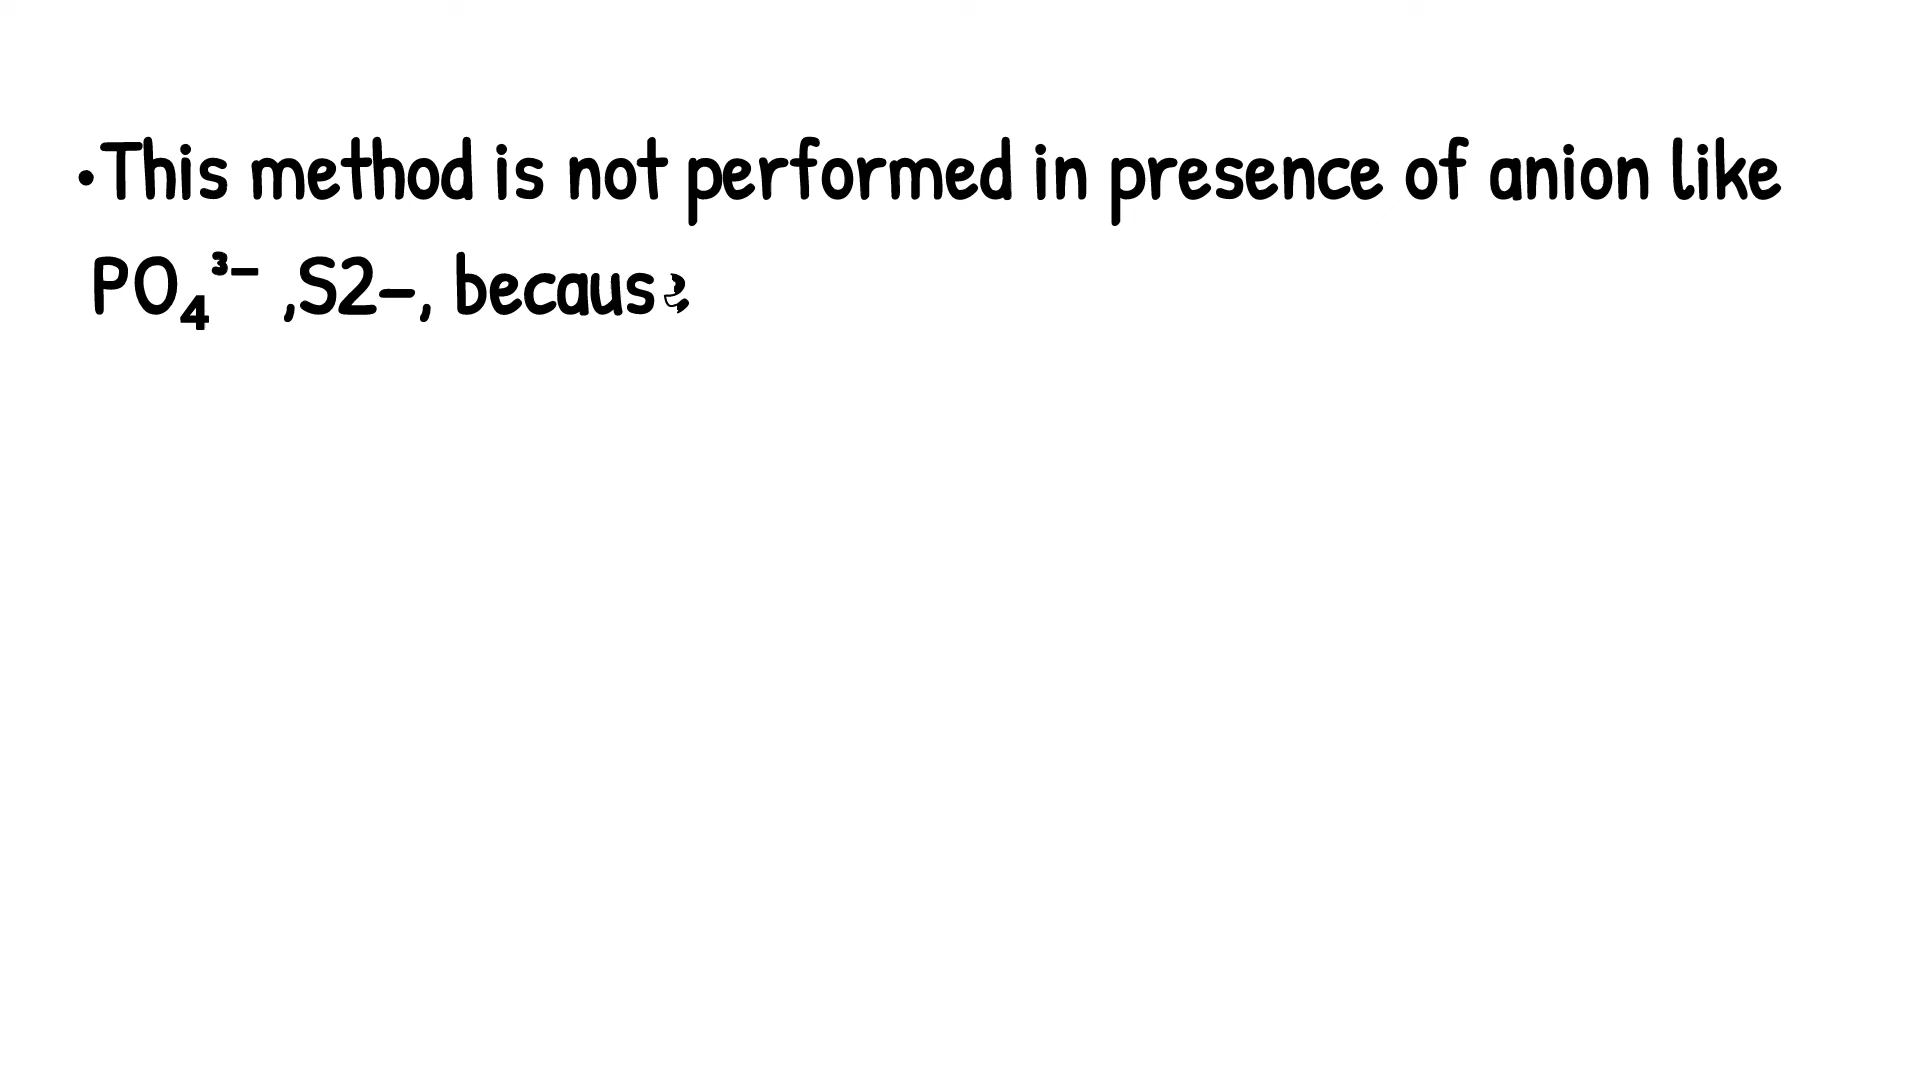 •This method is not performed in presence of anion like
PO₄³⁻ ,S2–, becaus